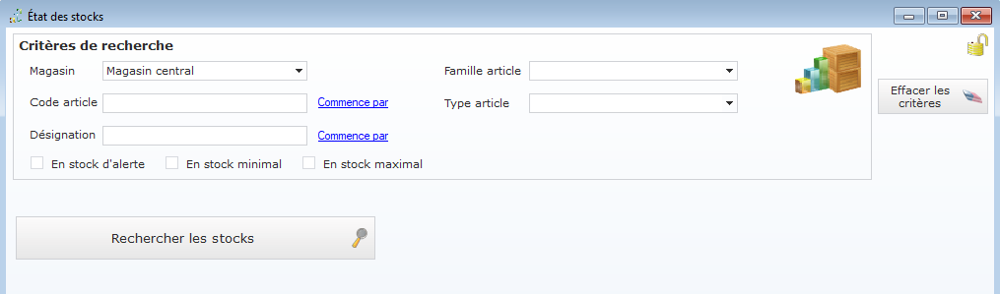 État des stocks
Critères de recherche
Magasin Magasin central Famille article
Code article Commence par Type article
Désignation Commence par
En stock d'alerte En stock minimal En stock maximal
Effacer les
critères
Rechercher les stocks